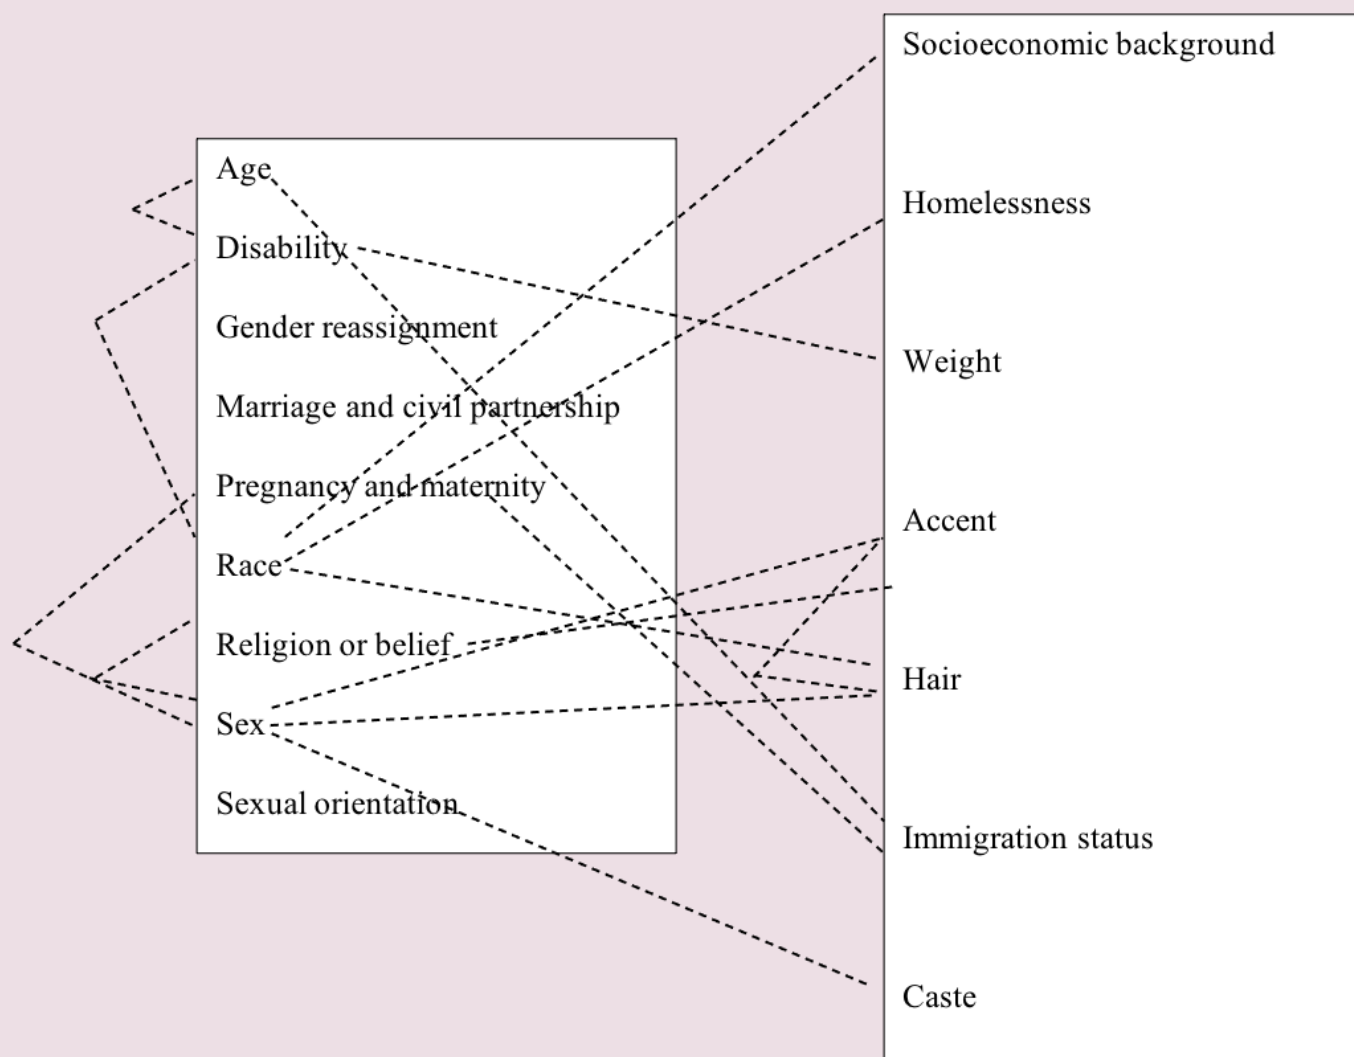 Age
Disability
Gender reassignment
Marriage and civil partnership
Pregnancy and maternity
Race
Religion or belief
Sex
Sexual orientation
Socioeconomic background
Homelessness
Weight
Accent
Hair
Immigration status
Caste